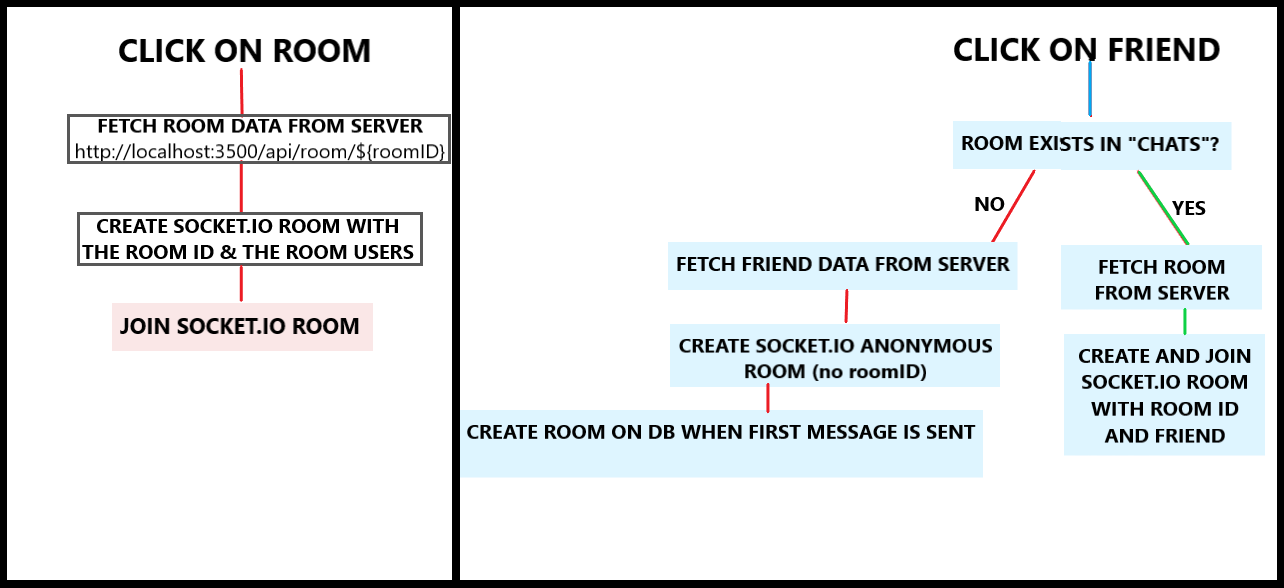 CLICK ON ROOM
FETCH ROOM DATA FROM SERVER
http://localhost:3500/api/room/${roomID}
CREATE SOCKET.IO ROOM WITH
THE ROOM ID & THE ROOM USERS
JOIN SOCKET.IO ROOM
CLICK ON FRIEND
ROOM EXISTS IN "CHATS"?
NO
YES
FETCH FRIEND DATA FROM SERVER
CREATE SOCKET.IO ANONYMOUS
ROOM (no roomID)
CREATE ROOM ON DB WHEN FIRST MESSAGE IS SENT
FETCH ROOM
FROM SERVER
CREATE AND JOIN
SOCKET.IO ROOM
WITH ROOM ID
AND FRIEND